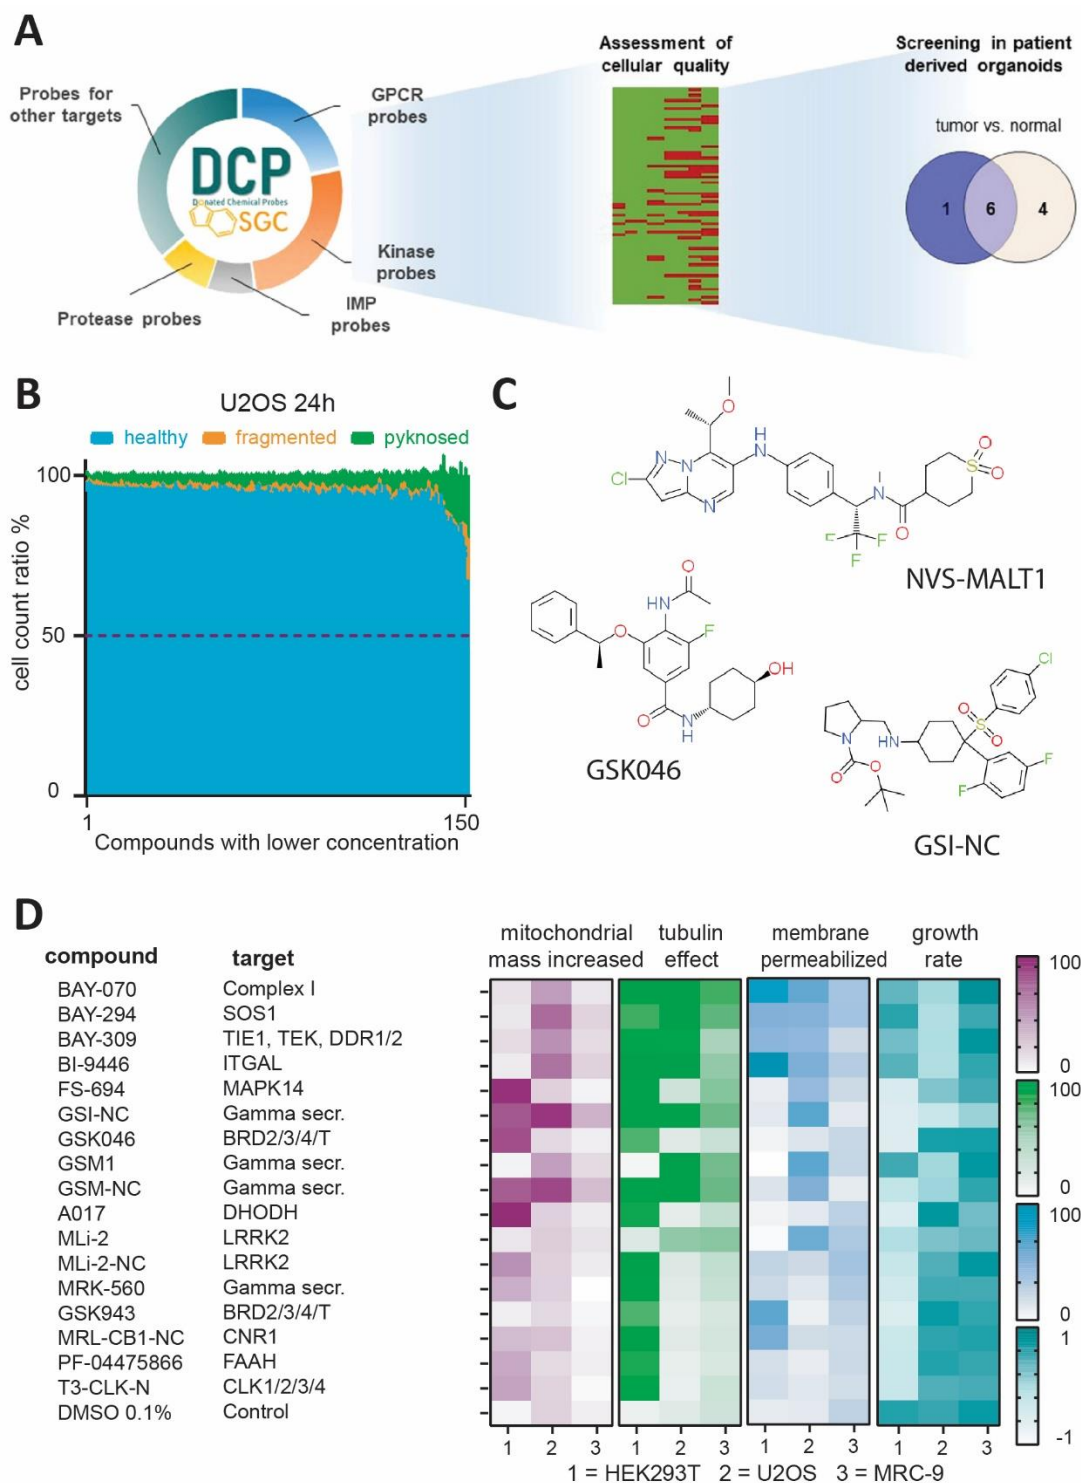 A
Probes for
other targets
GPCR
probes
DCP
Donated Chemical Probes
SGC
Kinase
probes
IMP
probes
Protease probes
Assessment of
cellular quality
Screening in patient
derived organoids
tumor vs. normal
1 6 4
B
U2OS 24h
healthy fragmented pyknosed
cell count ratio %
100
50
0
1 150
Compounds with lower concentration
C
O
H
N
N
N
N
Cl
N
F
F
F
O
S
O
O
NVS-MALT1
O
HN
O
F
O
N
H
OH
GSK046
N
O
O
HN
O
S
O
Cl
F
F
GSI-NC
D
compound target
mitochondrial mass increased
tubulin effect
membrane permeabilized
growth rate
BAY-070 Complex I
BAY-294 SOS1
BAY-309 TIE1, TEK, DDR1/2
BI-9446 ITGAL
FS-694 MAPK14
GSI-NC Gamma secr.
GSK046 BRD2/3/4/T
GSM1 Gamma secr.
GSM-NC Gamma secr.
A017 DHODH
MLi-2 LRRK2
MLi-2-NC LRRK2
MRK-560 Gamma secr.
GSK943 BRD2/3/4/T
MRL-CB1-NC CNR1
PF-04475866 FAAH
T3-CLK-N CLK1/2/3/4
DMSO 0.1% Control
100
0
100
0
100
0
1
-1
1 2 3 1 2 3 1 2 3 1 2 3
1 = HEK293T 2 = U2OS 3 = MRC-9